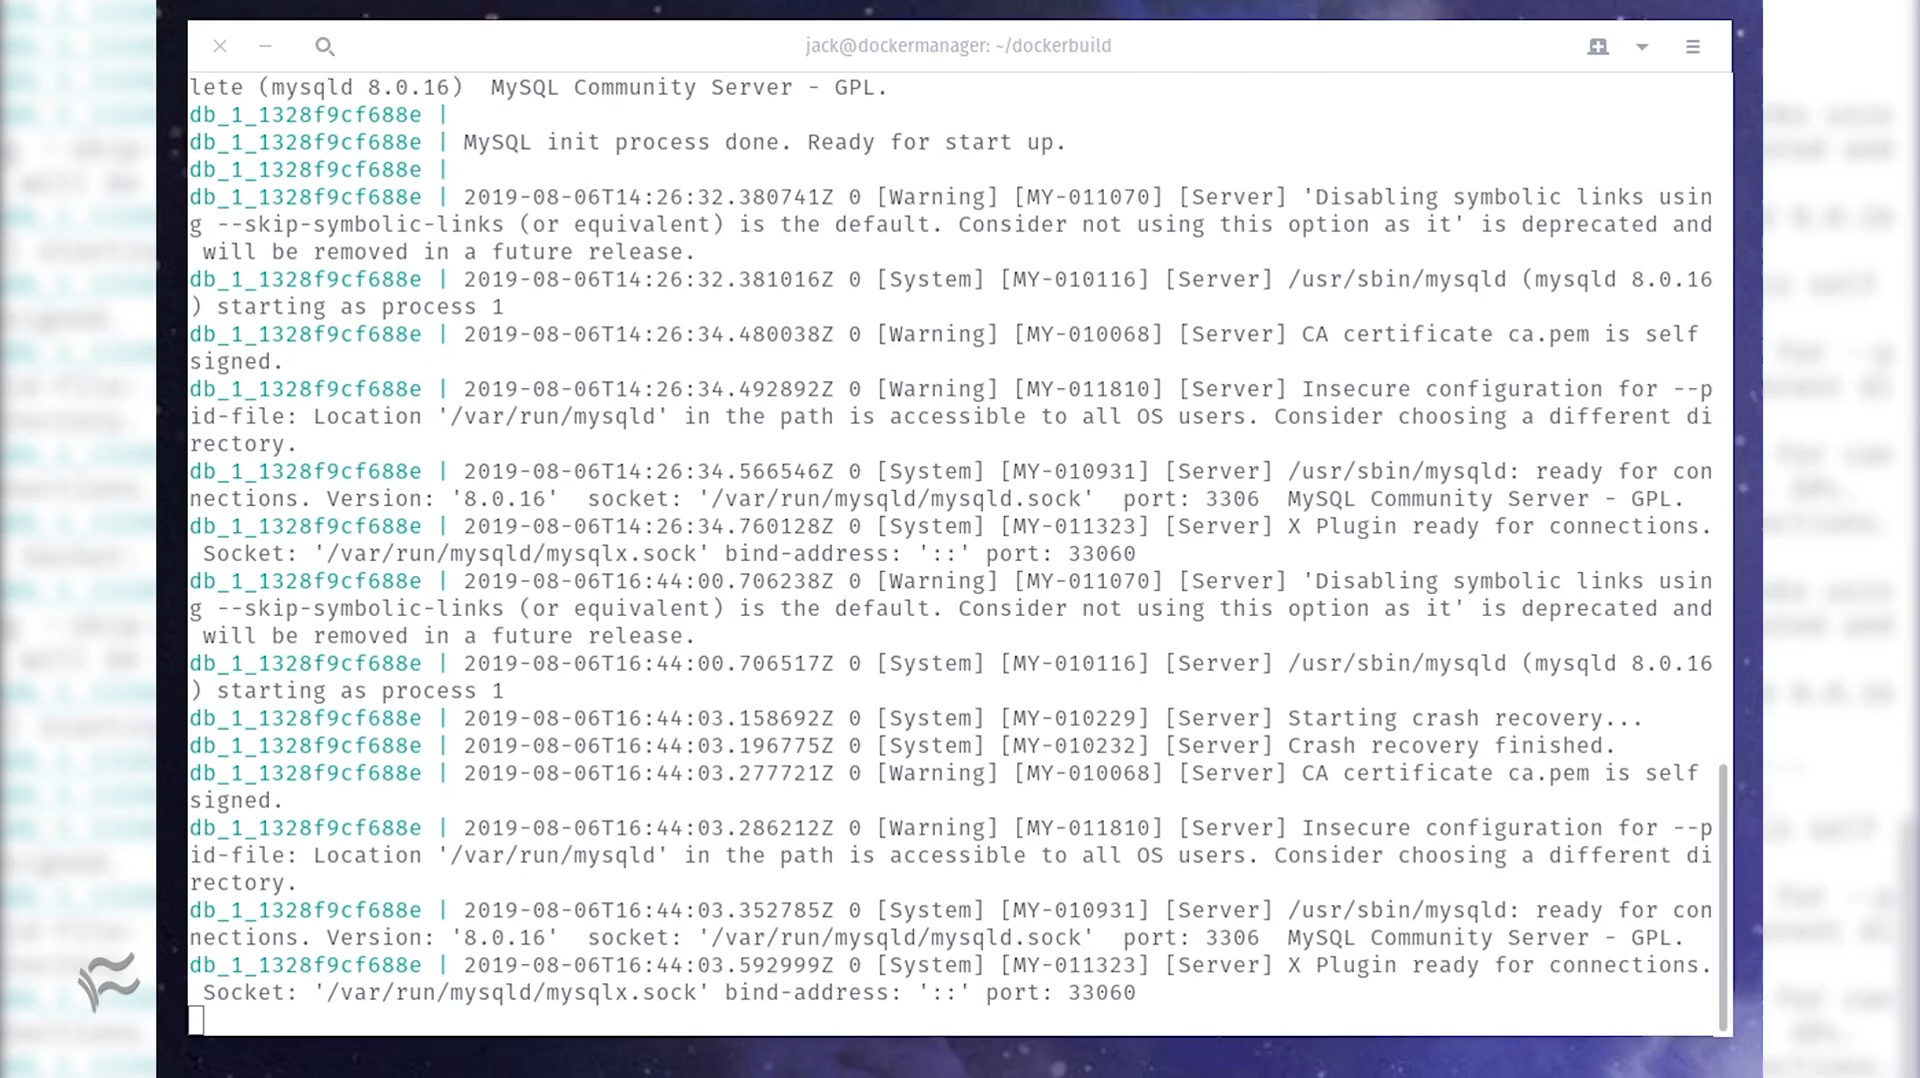 jack@dockermanager: ~/dockerbuild
lete (mysqld 8.0.16)  MySQL Community Server - GPL.
db_1_1328f9cf688e |
db_1_1328f9cf688e | MySQL init process done. Ready for start up.
db_1_1328f9cf688e |
db_1_1328f9cf688e | 2019-08-06T14:26:32.380741Z 0 [Warning] [MY-011070] [Server] 'Disabling symbolic links usin
g --skip-symbolic-links (or equivalent) is the default. Consider not using this option as it' is deprecated and
 will be removed in a future release.
db_1_1328f9cf688e | 2019-08-06T14:26:32.381016Z 0 [System] [MY-010116] [Server] /usr/sbin/mysqld (mysqld 8.0.16
) starting as process 1
db_1_1328f9cf688e | 2019-08-06T14:26:34.480038Z 0 [Warning] [MY-010068] [Server] CA certificate ca.pem is self
signed.
db_1_1328f9cf688e | 2019-08-06T14:26:34.492892Z 0 [Warning] [MY-011810] [Server] Insecure configuration for --p
id-file: Location '/var/run/mysqld' in the path is accessible to all OS users. Consider choosing a different di
rectory.
db_1_1328f9cf688e | 2019-08-06T14:26:34.566546Z 0 [System] [MY-010931] [Server] /usr/sbin/mysqld: ready for con
nections. Version: '8.0.16'  socket: '/var/run/mysqld/mysqld.sock'  port: 3306  MySQL Community Server - GPL.
db_1_1328f9cf688e | 2019-08-06T14:26:34.760128Z 0 [System] [MY-011323] [Server] X Plugin ready for connections.
 Socket: '/var/run/mysqld/mysqlx.sock' bind-address: '::' port: 33060
db_1_1328f9cf688e | 2019-08-06T16:44:00.706238Z 0 [Warning] [MY-011070] [Server] 'Disabling symbolic links usin
g --skip-symbolic-links (or equivalent) is the default. Consider not using this option as it' is deprecated and
 will be removed in a future release.
db_1_1328f9cf688e | 2019-08-06T16:44:00.706517Z 0 [System] [MY-010116] [Server] /usr/sbin/mysqld (mysqld 8.0.16
) starting as process 1
db_1_1328f9cf688e | 2019-08-06T16:44:03.158692Z 0 [System] [MY-010229] [Server] Starting crash recovery...
db_1_1328f9cf688e | 2019-08-06T16:44:03.196775Z 0 [System] [MY-010232] [Server] Crash recovery finished.
db_1_1328f9cf688e | 2019-08-06T16:44:03.277721Z 0 [Warning] [MY-010068] [Server] CA certificate ca.pem is self
signed.
db_1_1328f9cf688e | 2019-08-06T16:44:03.286212Z 0 [Warning] [MY-011810] [Server] Insecure configuration for --p
id-file: Location '/var/run/mysqld' in the path is accessible to all OS users. Consider choosing a different di
rectory.
db_1_1328f9cf688e | 2019-08-06T16:44:03.352785Z 0 [System] [MY-010931] [Server] /usr/sbin/mysqld: ready for con
nections. Version: '8.0.16'  socket: '/var/run/mysqld/mysqld.sock'  port: 3306  MySQL Community Server - GPL.
db_1_1328f9cf688e | 2019-08-06T16:44:03.592999Z 0 [System] [MY-011323] [Server] X Plugin ready for connections.
 Socket: '/var/run/mysqld/mysqlx.sock' bind-address: '::' port: 33060